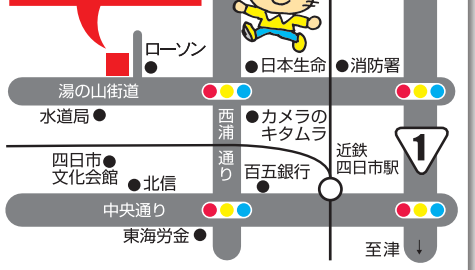 ローソン
日本生命
消防署
湯の山街道
水道局
西浦通り
カメラの
キタムラ
近鉄
四日市駅
1
四日市
文化会館
北信
百五銀行
中央通り
東海労金
至津
↓